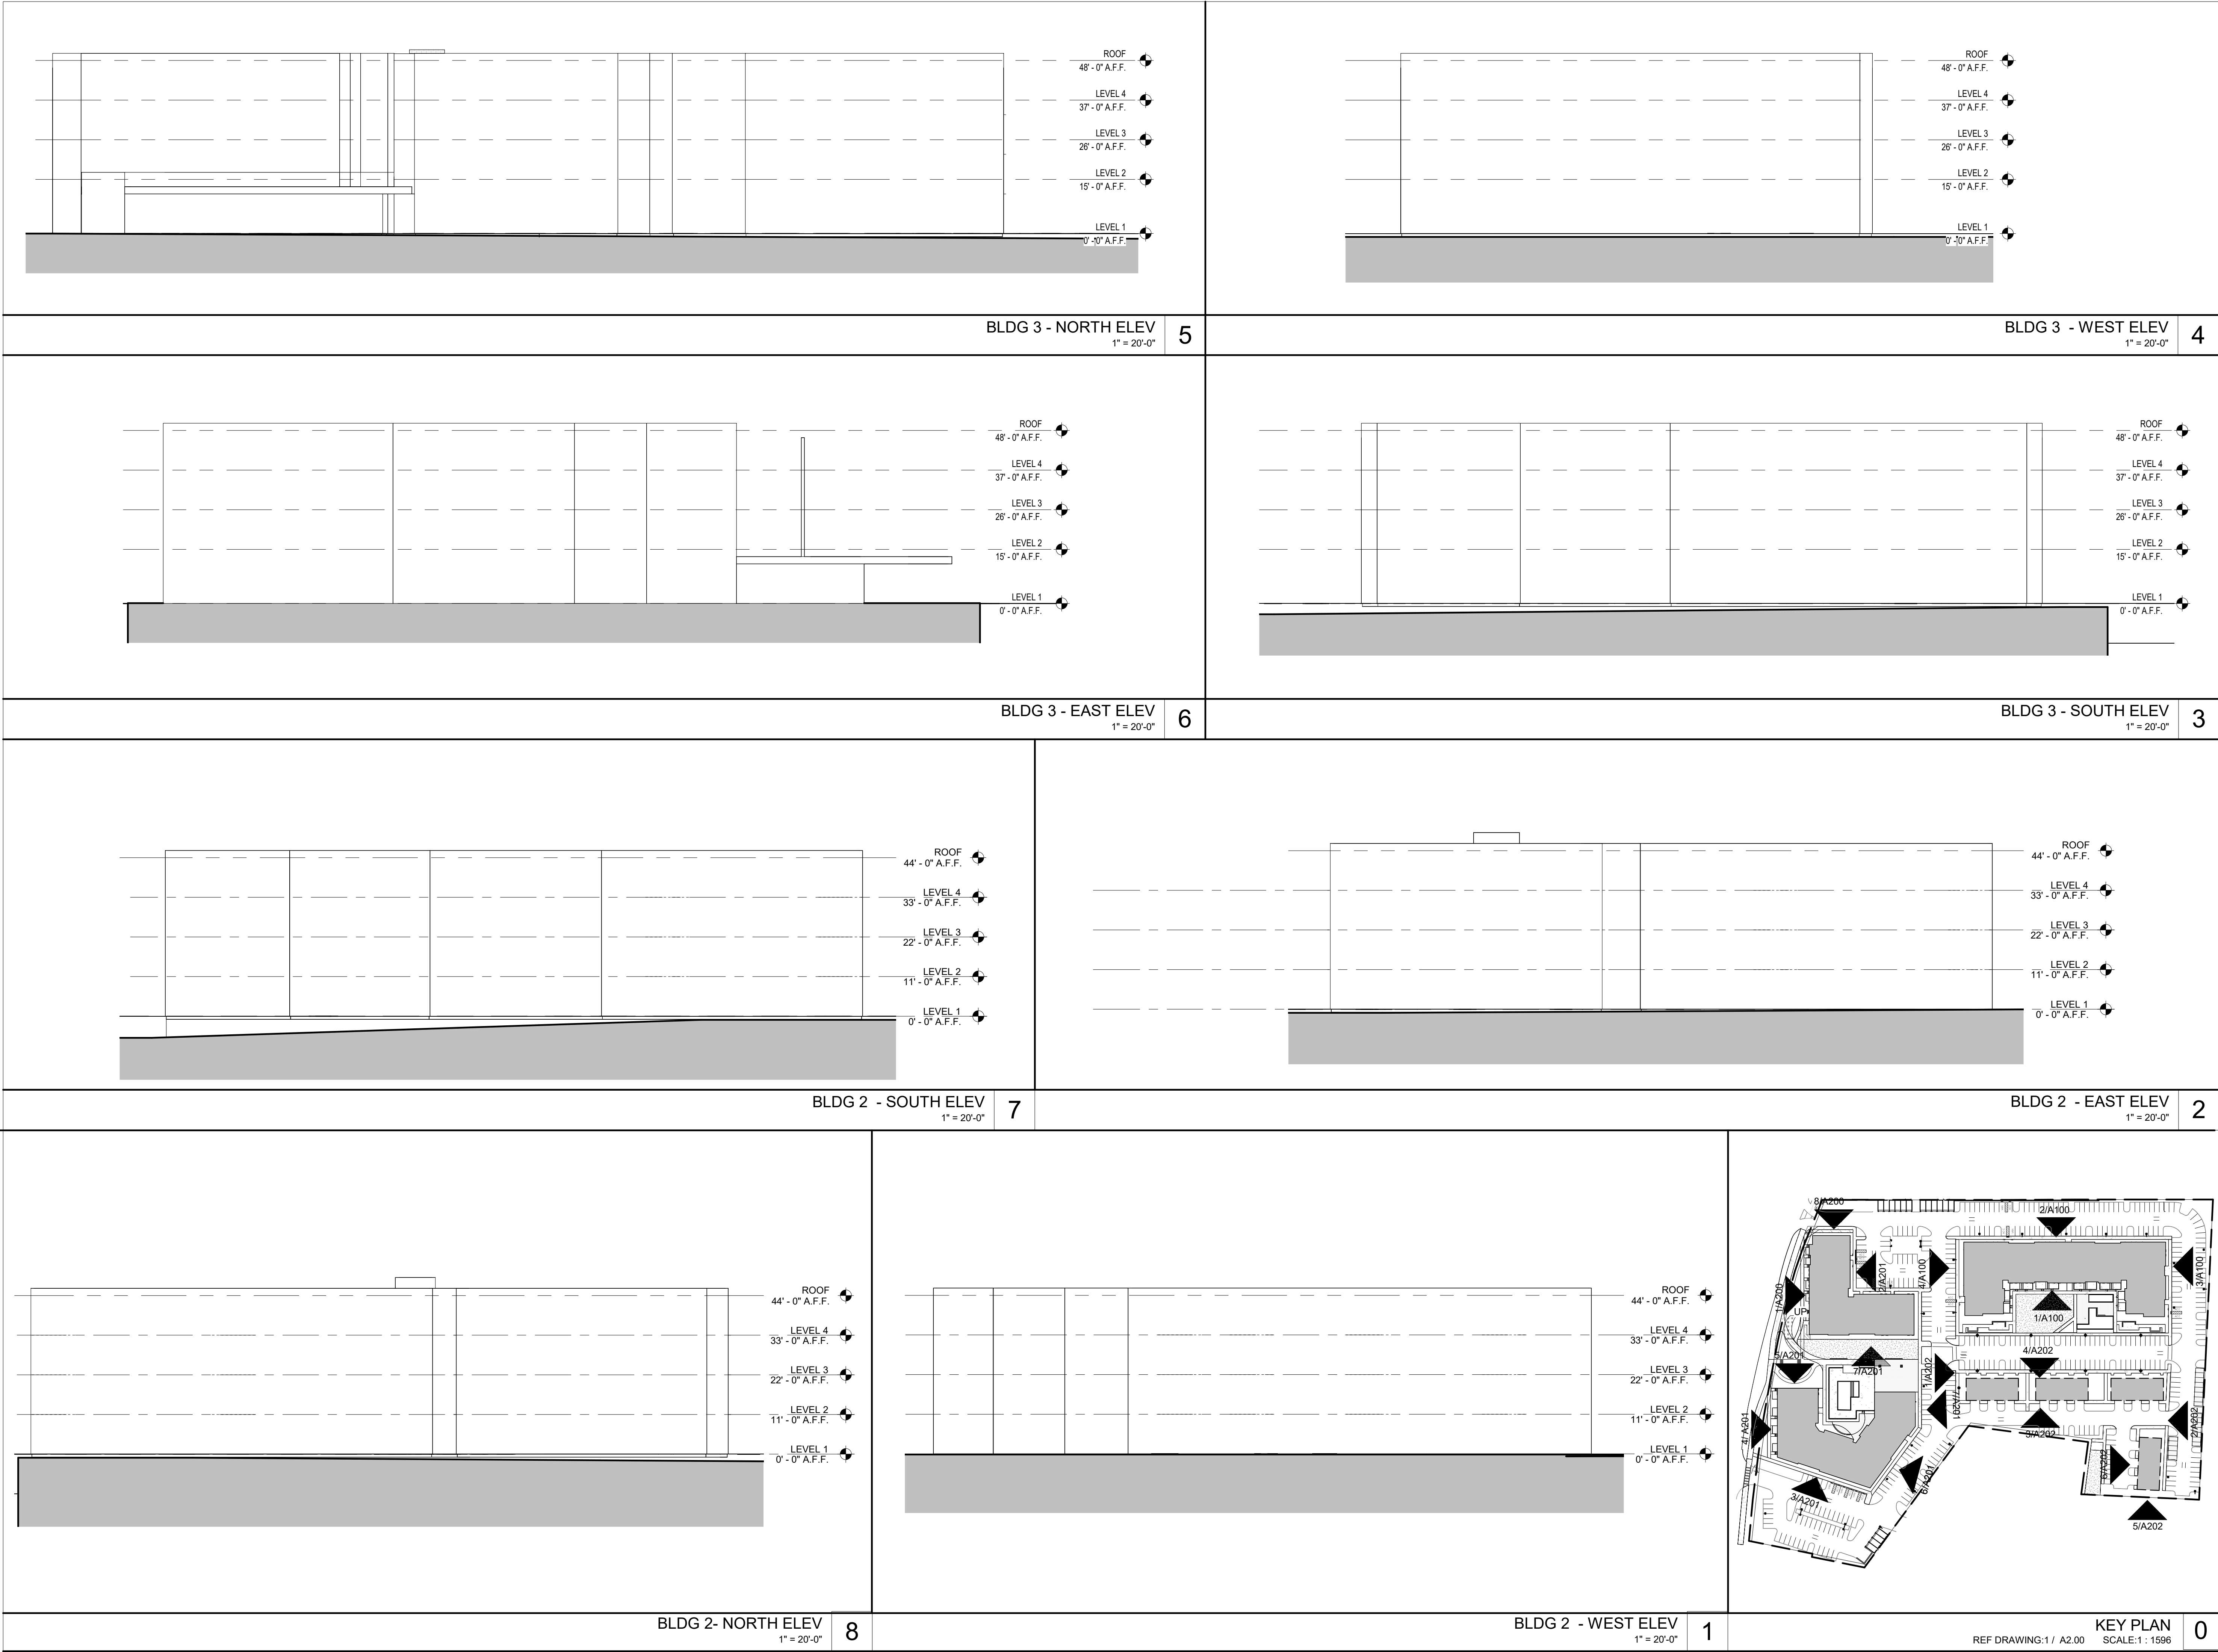 ROOF
48' - 0" A.F.F.
LEVEL 4
37' - 0" A.F.F.
LEVEL 3
26' - 0" A.F.F.
LEVEL 2
15' - 0" A.F.F.
LEVEL 1
0' - 0" A.F.F.
BLDG 3 - NORTH ELEV
1" = 20'-0"
5
ROOF
48' - 0" A.F.F.
LEVEL 4
37' - 0" A.F.F.
LEVEL 3
26' - 0" A.F.F.
LEVEL 2
15' - 0" A.F.F.
LEVEL 1
0' - 0" A.F.F.
BLDG 3 - WEST ELEV
1" = 20'-0"
4
ROOF
48' - 0" A.F.F.
LEVEL 4
37' - 0" A.F.F.
LEVEL 3
26' - 0" A.F.F.
LEVEL 2
15' - 0" A.F.F.
LEVEL 1
0' - 0" A.F.F.
BLDG 3 - EAST ELEV
1" = 20'-0"
6
ROOF
48' - 0" A.F.F.
LEVEL 4
37' - 0" A.F.F.
LEVEL 3
26' - 0" A.F.F.
LEVEL 2
15' - 0" A.F.F.
LEVEL 1
0' - 0" A.F.F.
BLDG 3 - SOUTH ELEV
1" = 20'-0"
3
ROOF
44' - 0" A.F.F.
LEVEL 4
33' - 0" A.F.F.
LEVEL 3
22' - 0" A.F.F.
LEVEL 2
11' - 0" A.F.F.
LEVEL 1
0' - 0" A.F.F.
BLDG 2 - SOUTH ELEV
1" = 20'-0"
7
ROOF
44' - 0" A.F.F.
LEVEL 4
33' - 0" A.F.F.
LEVEL 3
22' - 0" A.F.F.
LEVEL 2
11' - 0" A.F.F.
LEVEL 1
0' - 0" A.F.F.
BLDG 2 - EAST ELEV
1" = 20'-0"
2
ROOF
44' - 0" A.F.F.
LEVEL 4
33' - 0" A.F.F.
LEVEL 3
22' - 0" A.F.F.
LEVEL 2
11' - 0" A.F.F.
LEVEL 1
0' - 0" A.F.F.
BLDG 2- NORTH ELEV
1" = 20'-0"
8
ROOF
44' - 0" A.F.F.
LEVEL 4
33' - 0" A.F.F.
LEVEL 3
22' - 0" A.F.F.
LEVEL 2
11' - 0" A.F.F.
LEVEL 1
0' - 0" A.F.F.
BLDG 2 - WEST ELEV
1" = 20'-0"
1
8/A200
2/A100
2/A201
4/A100
3/A100
1/A200
UP
1/A100
5/A201
7/A201
1/A202
4/A202
7/A201
4/ A201
3/A202
2/A202
3/A201
6/A201
6/A202
5/A202
KEY PLAN
REF DRAWING:1 / A2.00 SCALE:1 : 1596
0